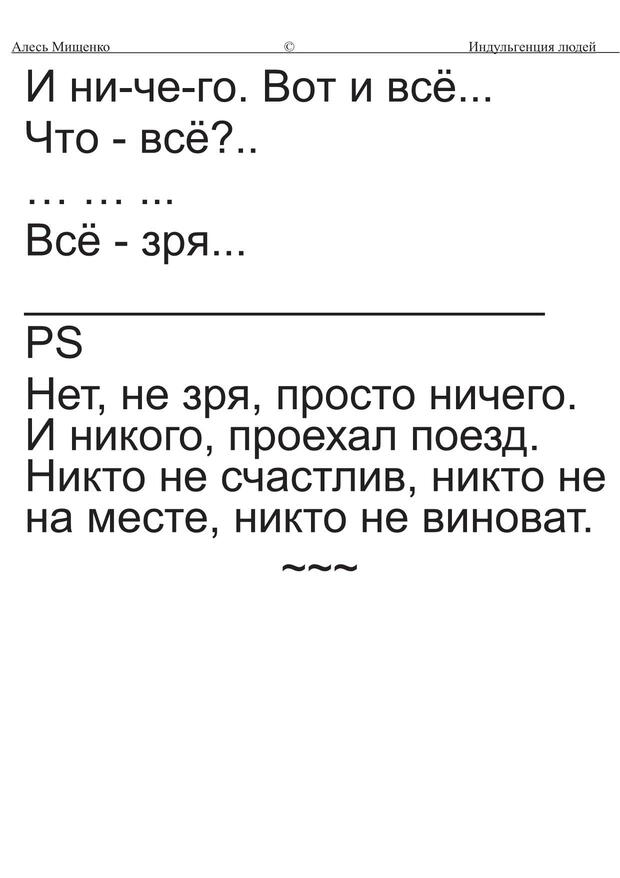 Алесь Мищенко © Индульгенция людей
И ни-че-го. Вот и всё...
Что - всё?..
… … ...
Всё - зря...
PS
Нет, не зря, просто ничего.
И никого, проехал поезд.
Никто не счастлив, никто не
на месте, никто не виноват.
~~~